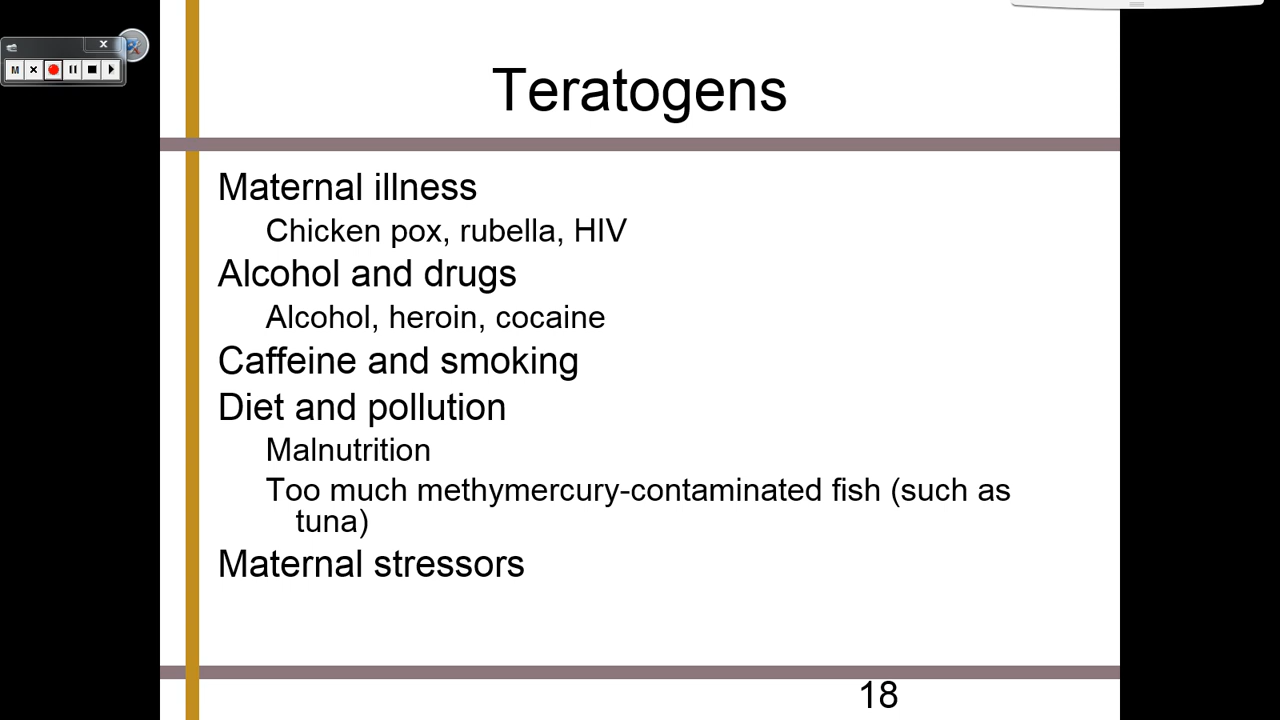 M
Teratogens
Maternal illness
Chicken pox, rubella, HIV
Alcohol and drugs
Alcohol, heroin, cocaine
Caffeine and smoking
Diet and pollution
Malnutrition
Too much methymercury-contaminated fish (such as
tuna)
Maternal stressors
18